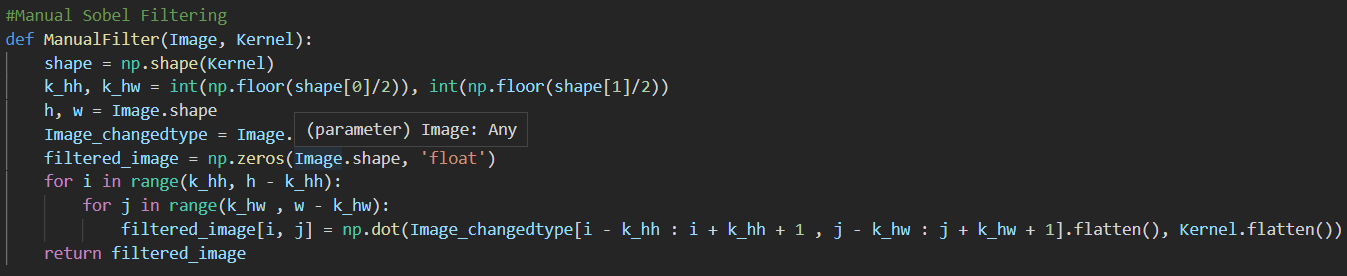 #Manual Sobel Filtering
def ManualFilter(Image, Kernel):
    shape = np.shape(Kernel)
    k_hh, k_hw = int(np.floor(shape[0]/2)), int(np.floor(shape[1]/2))
    h, w = Image.shape
    Image_changedtype = Image.
(parameter) Image: Any
    filtered_image = np.zeros(Image.shape, 'float')
    for i in range(k_hh, h - k_hh):
        for j in range(k_hw , w - k_hw):
            filtered_image[i, j] = np.dot(Image_changedtype[i - k_hh : i + k_hh + 1 , j - k_hw : j + k_hw + 1].flatten(), Kernel.flatten())
    return filtered_image